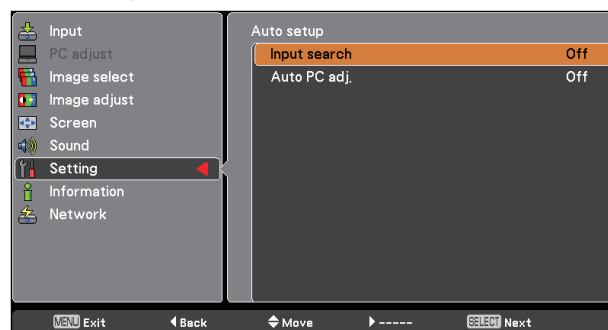 Input
PC adjust
Image select
Image adjust
Screen
Sound
Setting
Information
Network
Auto setup
Input search Off
Auto PC adj. Off
MENU Exit Back Move ----- SELECT Next